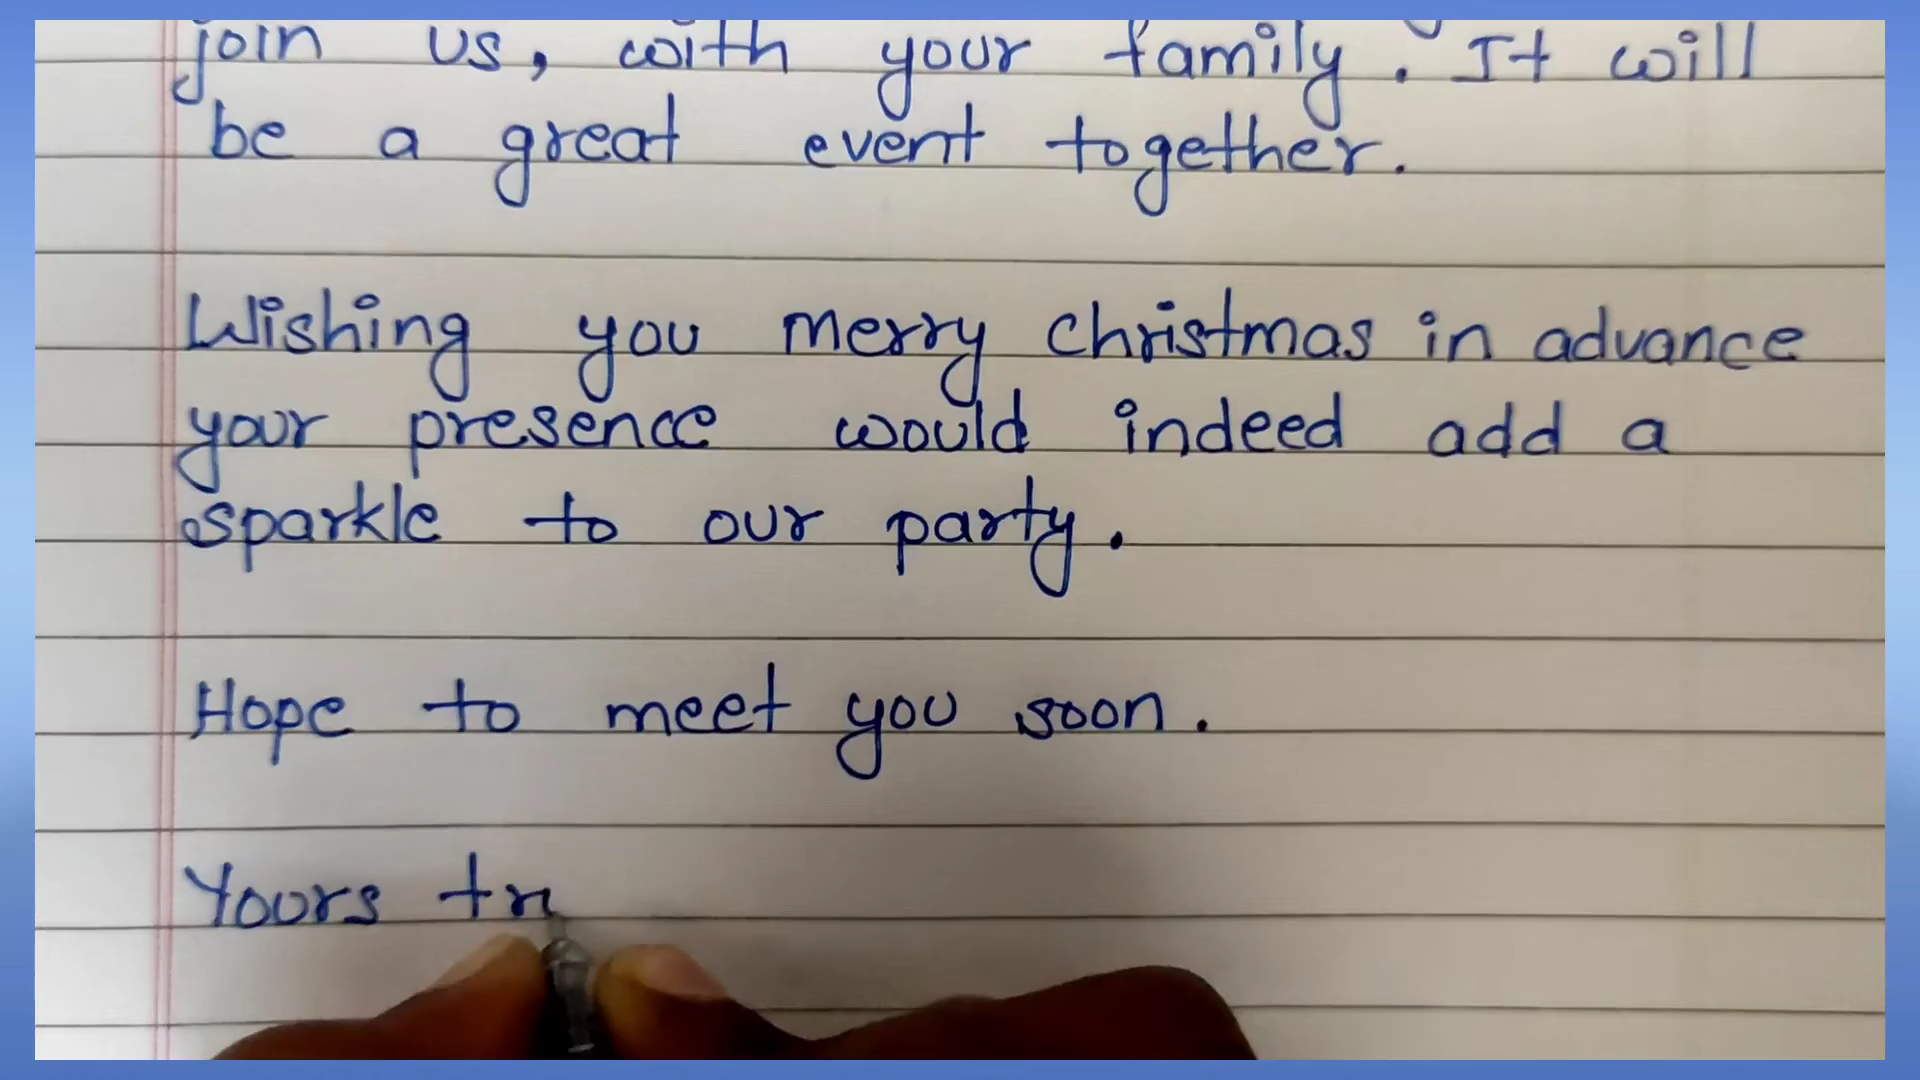 join us, with your family. It will
be a great event together.
Wishing you merry christmas in advance
your presence would indeed add a
sparkle to our party.
Hope to meet you soon.
Yours tru